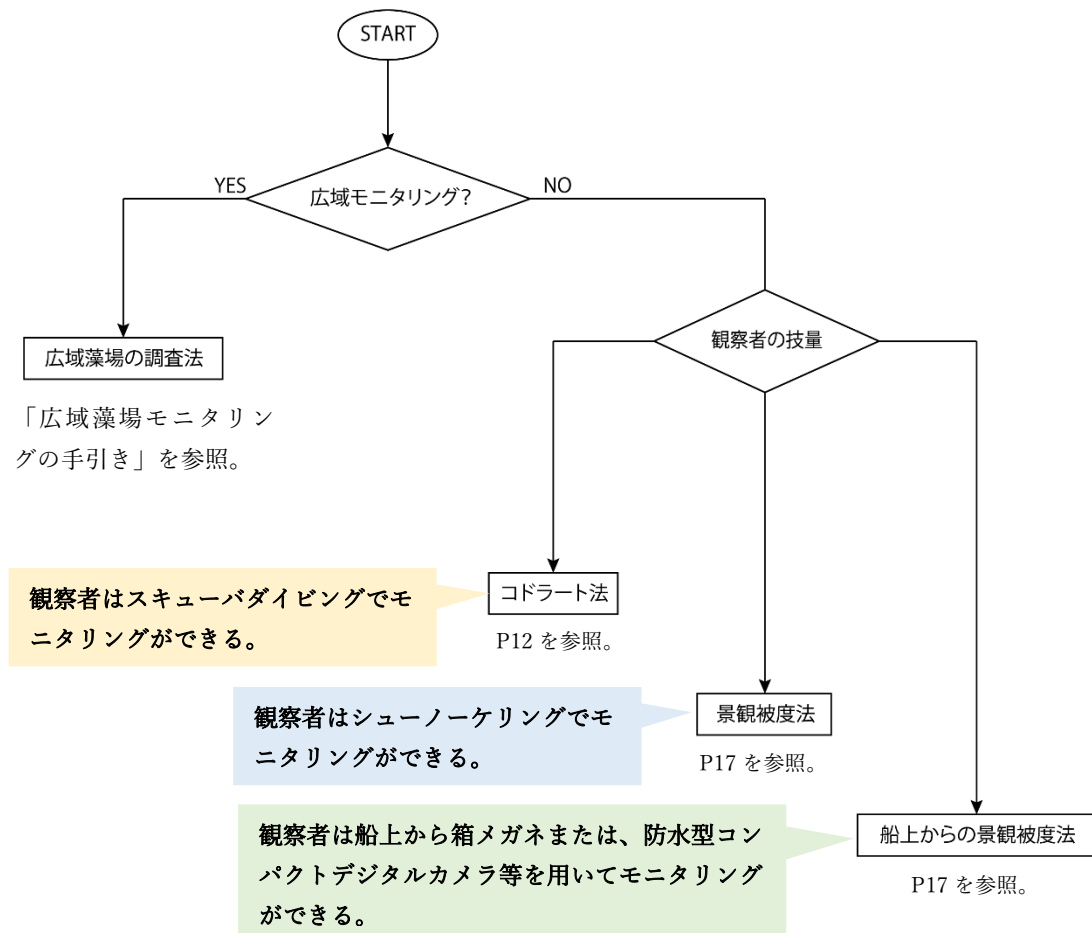 START
広域モニタリング？
YES
NO
観察者の技量
広域藻場の調査法
「広域藻場モニタリン
グの手引き」を参照。
コドラート法
P12 を参照。
観察者はスキューバダイビングでモ
ニタリングができる。
景観被度法
P17 を参照。
観察者はシューノーケリングでモ
ニタリングができる。
船上からの景観被度法
P17 を参照。
観察者は船上から箱メガネまたは、防水型コン
パクトデジタルカメラ等を用いてモニタリング
ができる。